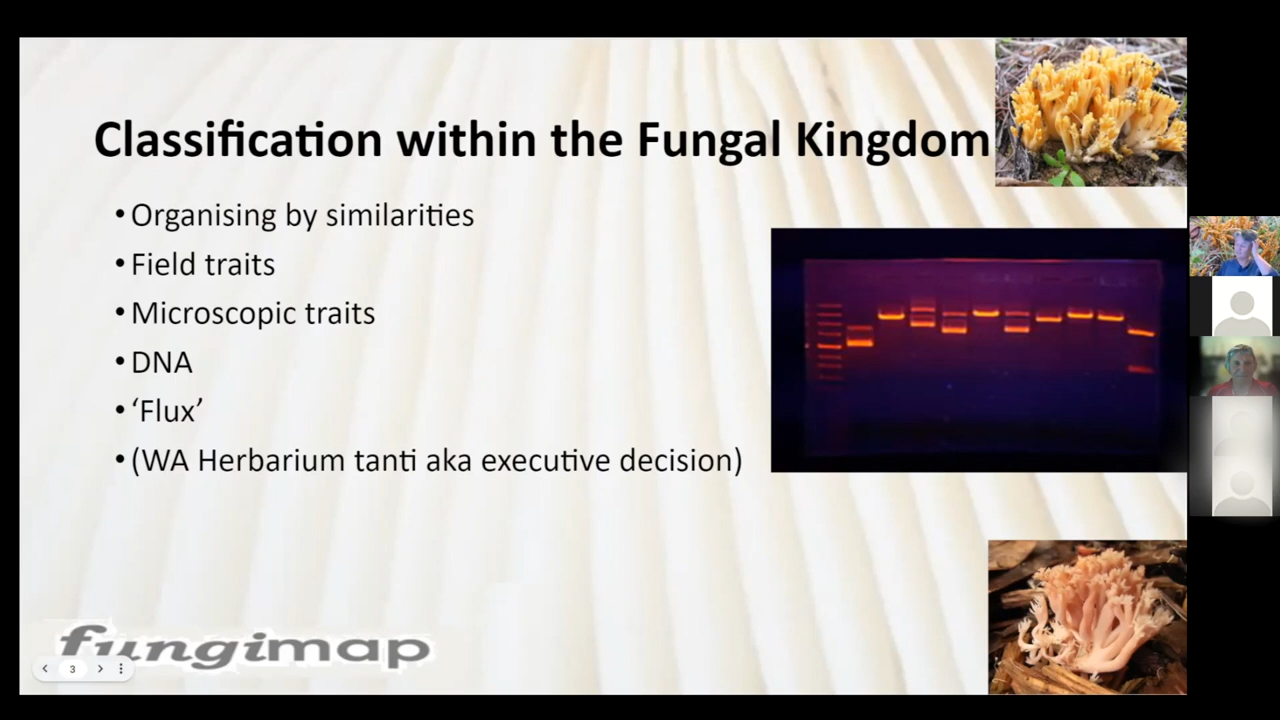 Classification within the Fungal Kingdom
• Organising by similarities
• Field traits
• Microscopic traits
• DNA
• ‘Flux’
• (WA Herbarium tanti aka executive decision)
fungimap
3